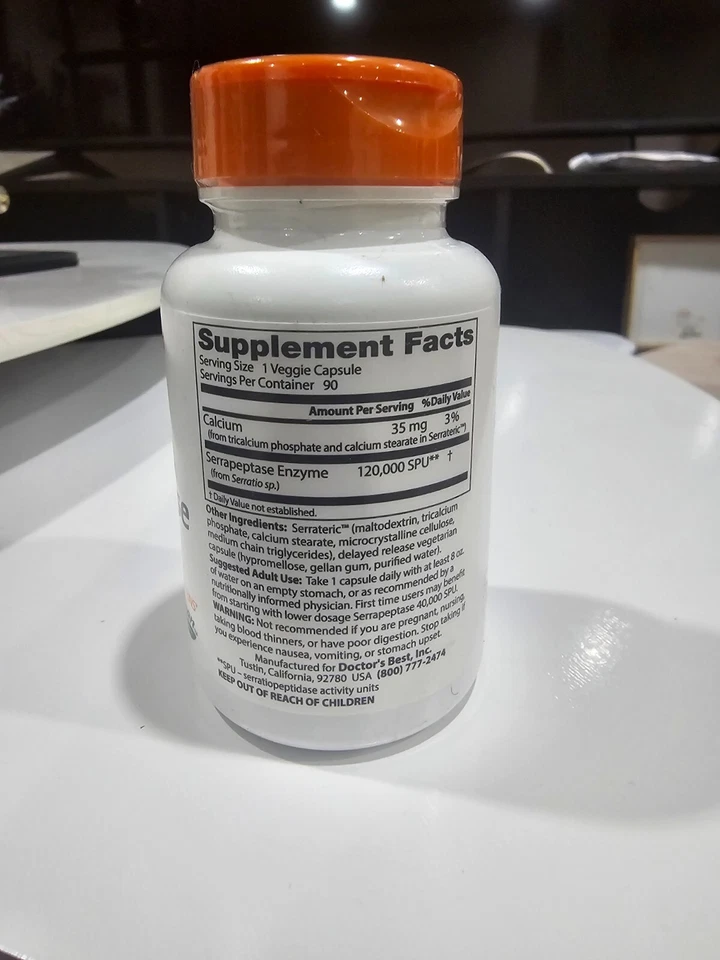 Supplement Facts
Serving Size 1 Veggie Capsule
Servings Per Container 90
Amount Per Serving %Daily Value
Calcium 35 mg 3%
(from tricalcium phosphate and calcium stearate in Serrateric™)
Serrapeptase Enzyme 120,000 SPU** †
(from Serratio sp.)
† Daily Value not established.
Other Ingredients: Serrateric™ (maltodextrin, tricalcium
phosphate, calcium stearate, microcrystalline cellulose,
medium chain triglycerides), delayed release vegetarian
capsule (hypromellose, gellan gum, purified water).
Suggested Adult Use: Take 1 capsule daily with at least 8 oz.
of water on an empty stomach, or as recommended by a
nutritionally informed physician. First time users may benefit
from starting with lower dosage Serrapeptase 40,000 SPU.
WARNING: Not recommended if you are pregnant, nursing,
taking blood thinners, or have poor digestion. Stop taking if
you experience nausea, vomiting, or stomach upset.
Manufactured for Doctor's Best, Inc.
Tustin, California, 92780 USA (800) 777-2474
**SPU – serratiopeptidase activity units
KEEP OUT OF REACH OF CHILDREN